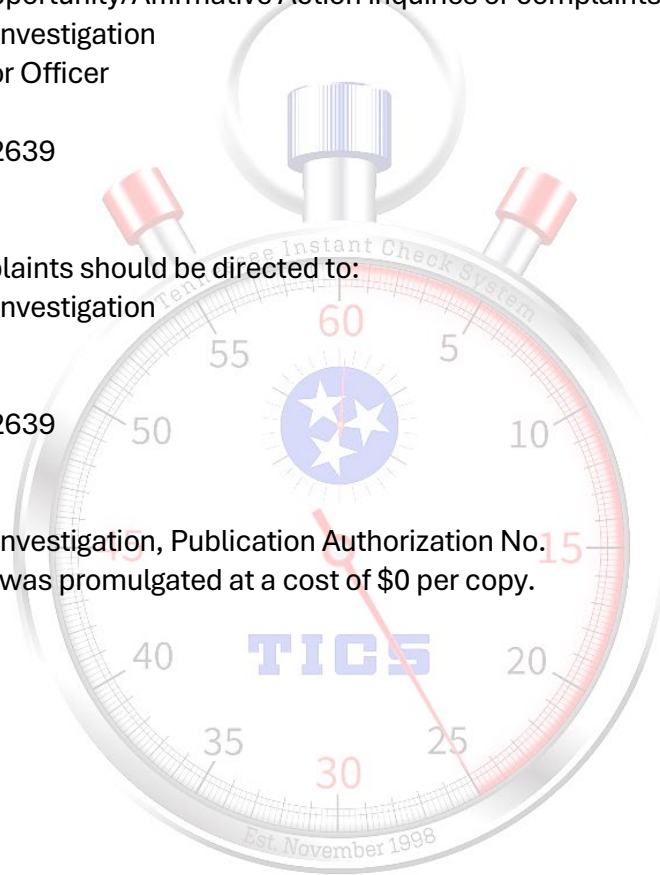 pportunity/Affirmative Action inquiries or complaints
nvestigation
or Officer
2639
Tennessee Instant Check System
plaints should be directed to:
nvestigation
60
55
5
50
10
2639
nvestigation, Publication Authorization No.
45
15
was promulgated at a cost of $0 per copy.
TICS
40
20
35
25
30
Est. November 1998